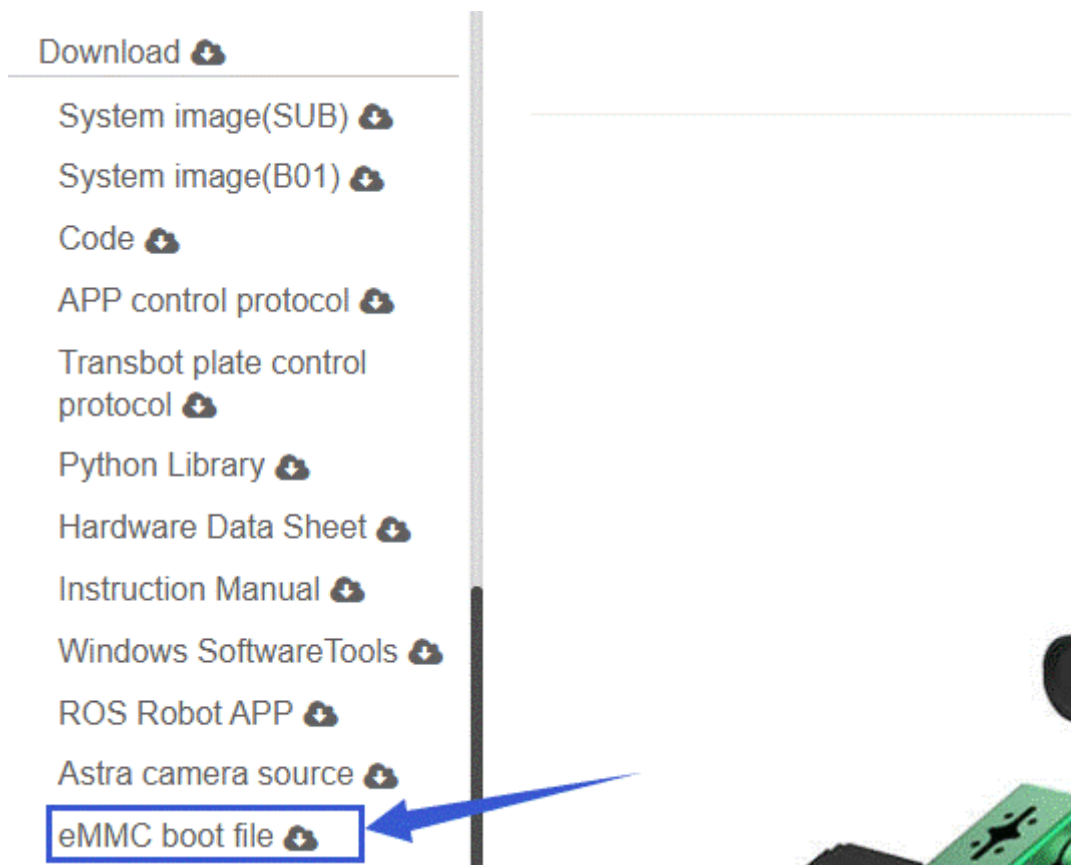 Download
System image(SUB)
System image(B01)
Code
APP control protocol
Transbot plate control
protocol
Python Library
Hardware Data Sheet
Instruction Manual
Windows SoftwareTools
ROS Robot APP
Astra camera source
eMMC boot file